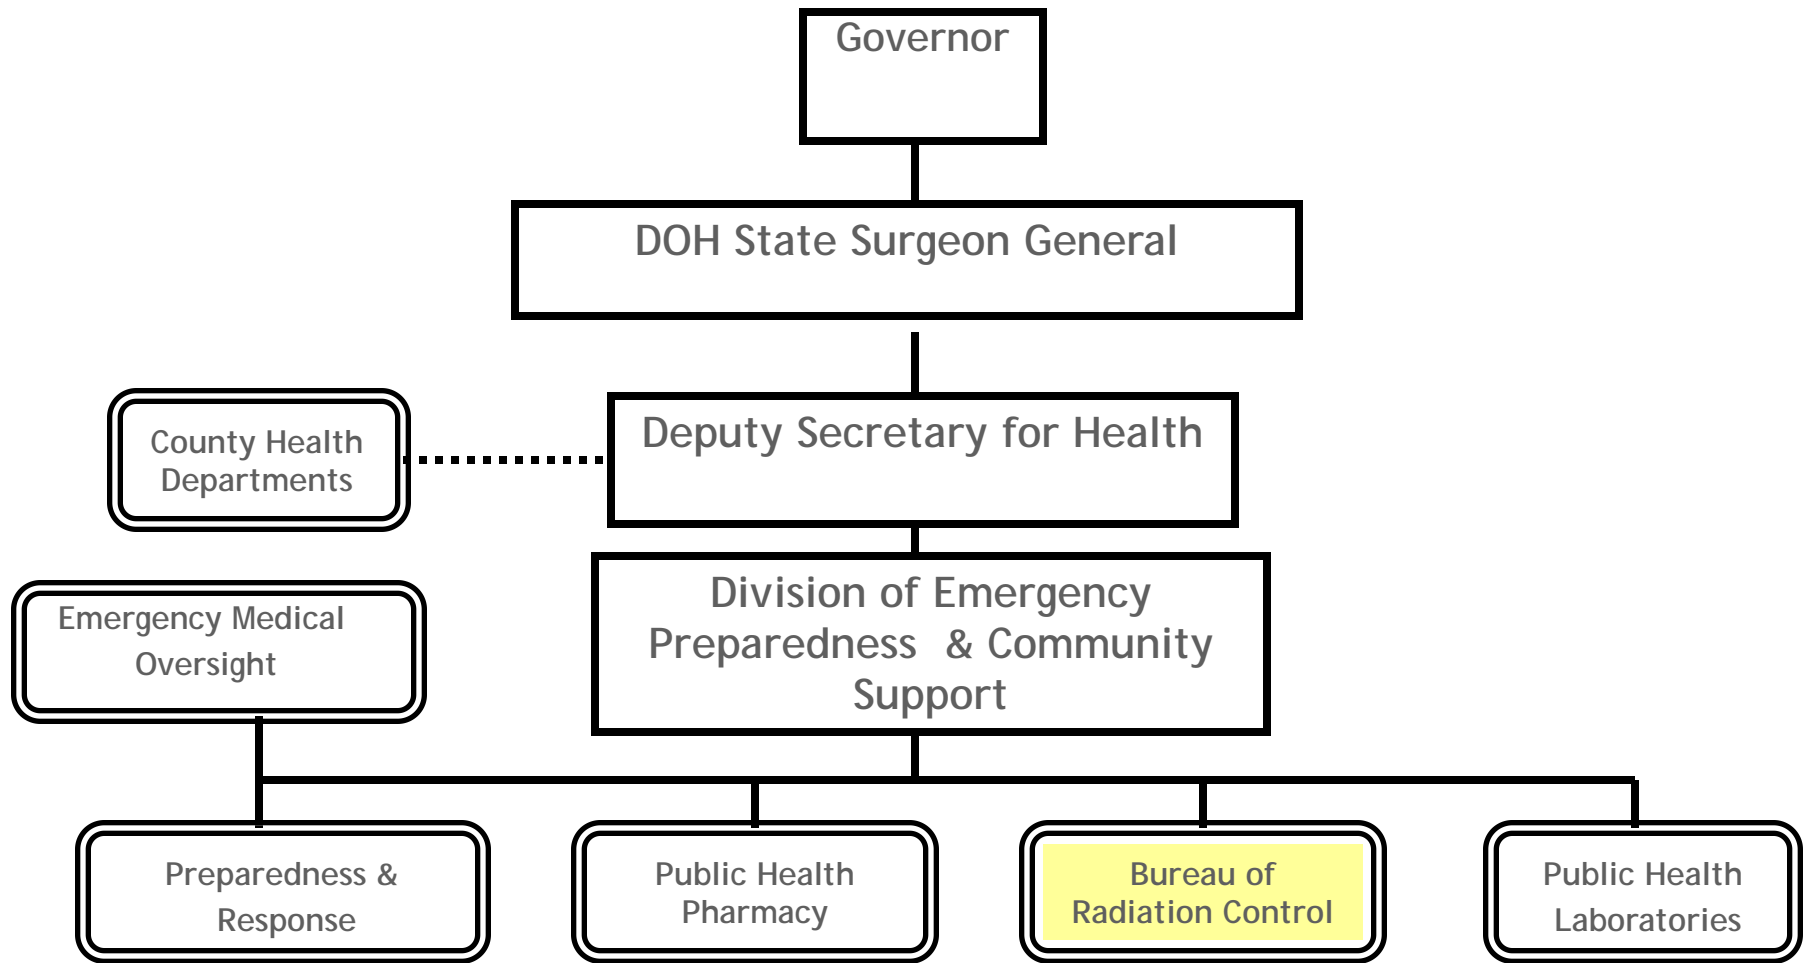 Governor
DOH State Surgeon General
County Health
Departments
Deputy Secretary for Health
Emergency Medical
Oversight
Division of Emergency
Preparedness & Community
Support
Preparedness &
Response
Public Health
Pharmacy
Bureau of
Radiation Control
Public Health
Laboratories